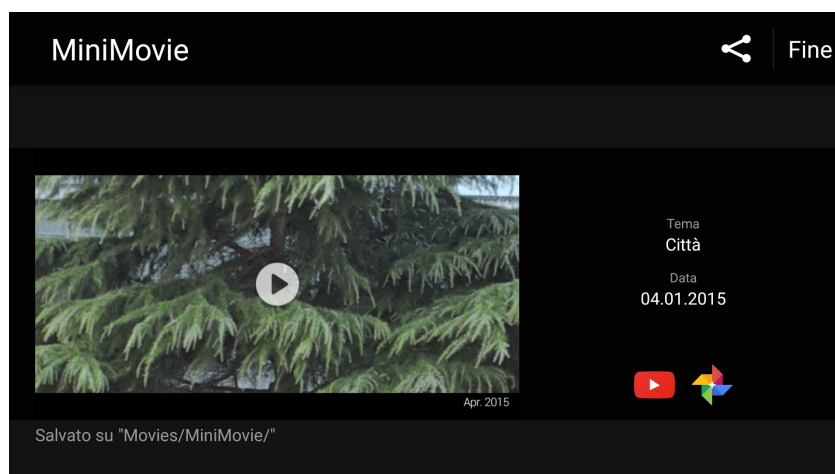 MiniMovie
Fine
Tema
Città
Data
04.01.2015
Apr. 2015
Salvato su "Movies/MiniMovie/"